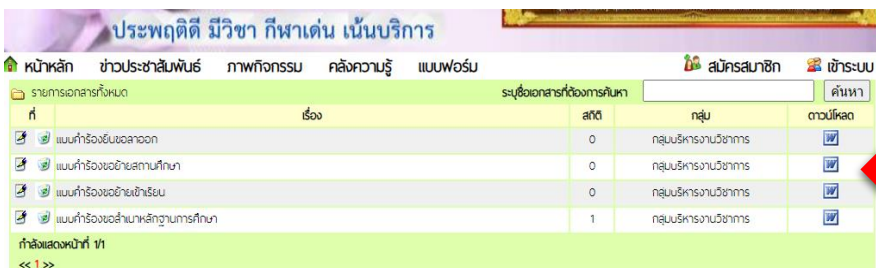 ประพฤติดี มีวิชา กีฬาเด่น เน้นบริการ
หน้าหลัก ข่าวประชาสัมพันธ์ ภาพกิจกรรม คลังความรู้ แบบฟอร์ม สมัครสมาชิก เข้าระบบ
รายการเอกสารทั้งหมด ระบุชื่อเอกสารที่ต้องการค้นหา ค้นหา
ที่ เรื่อง สถิติ กลุ่ม ดาวน์โหลด
แบบคำร้องยื่นขอลาออก 0 กลุ่มบริหารงานวิชาการ
แบบคำร้องขอย้ายสถานศึกษา 0 กลุ่มบริหารงานวิชาการ
แบบคำร้องขอย้ายเข้าเรียน 0 กลุ่มบริหารงานวิชาการ
แบบคำร้องขอสำเนาหลักฐานการศึกษา 1 กลุ่มบริหารงานวิชาการ
กำลังแสดงหน้าที่ 1/1
<< 1 >>